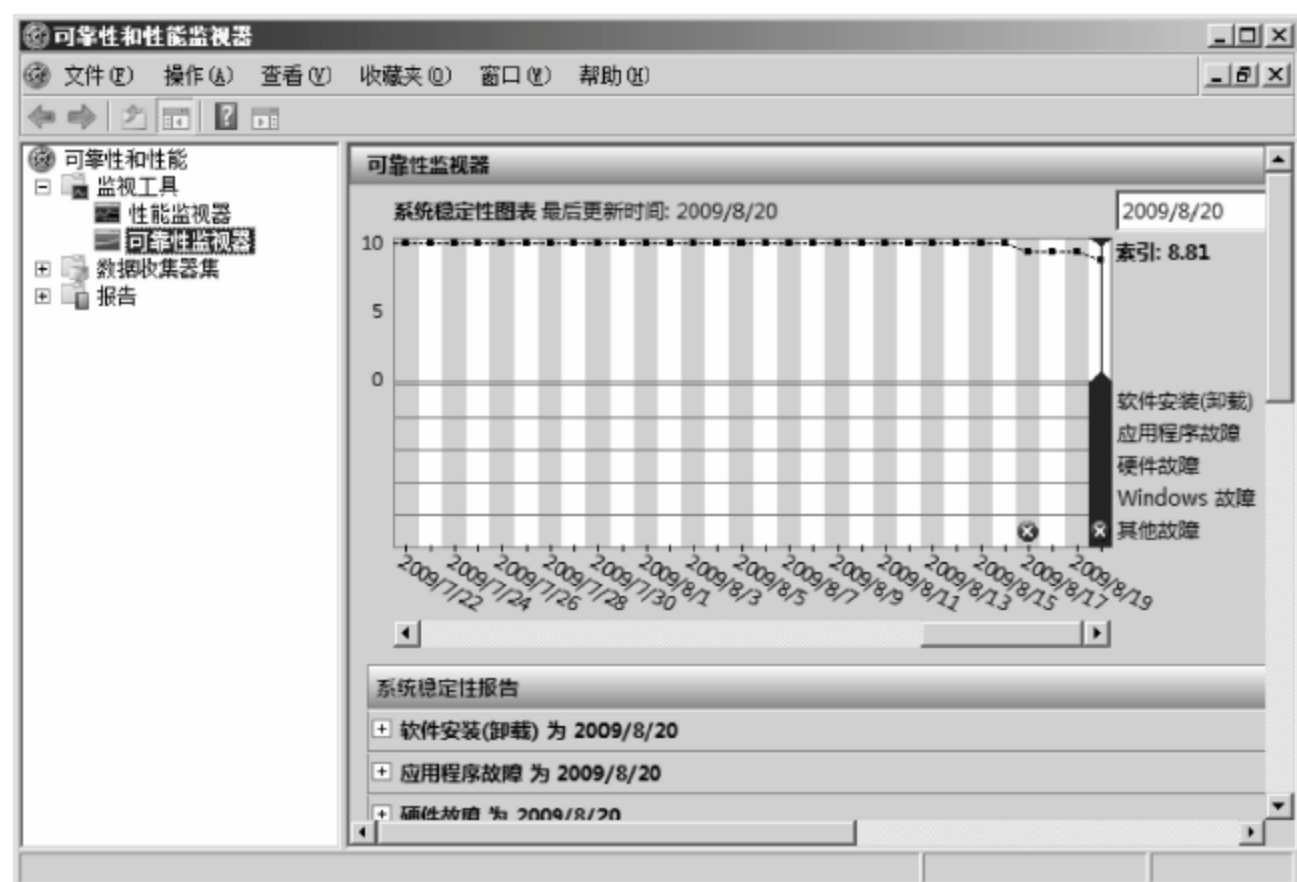 可靠性和性能监视器
文件(F) 操作(A) 查看(V) 收藏夹(O) 窗口(W) 帮助(H)
可靠性和性能
监视工具
性能监视器
可靠性监视器
数据收集器集
报告
可靠性监视器
系统稳定性图表 最后更新时间: 2009/8/20
2009/8/20
10
5
0
索引: 8.81
软件安装(卸载)
应用程序故障
硬件故障
Windows 故障
其他故障
2009/7/22
2009/7/24
2009/7/26
2009/7/28
2009/7/30
2009/8/1
2009/8/3
2009/8/5
2009/8/7
2009/8/9
2009/8/11
2009/8/13
2009/8/15
2009/8/17
2009/8/19
系统稳定性报告
软件安装(卸载) 为 2009/8/20
应用程序故障 为 2009/8/20
硬件故障 为 2009/8/20